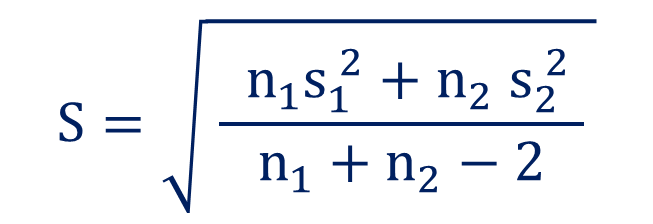 S = √((n₁s₁² + n₂ s₂²)/(n₁ + n₂ − 2))